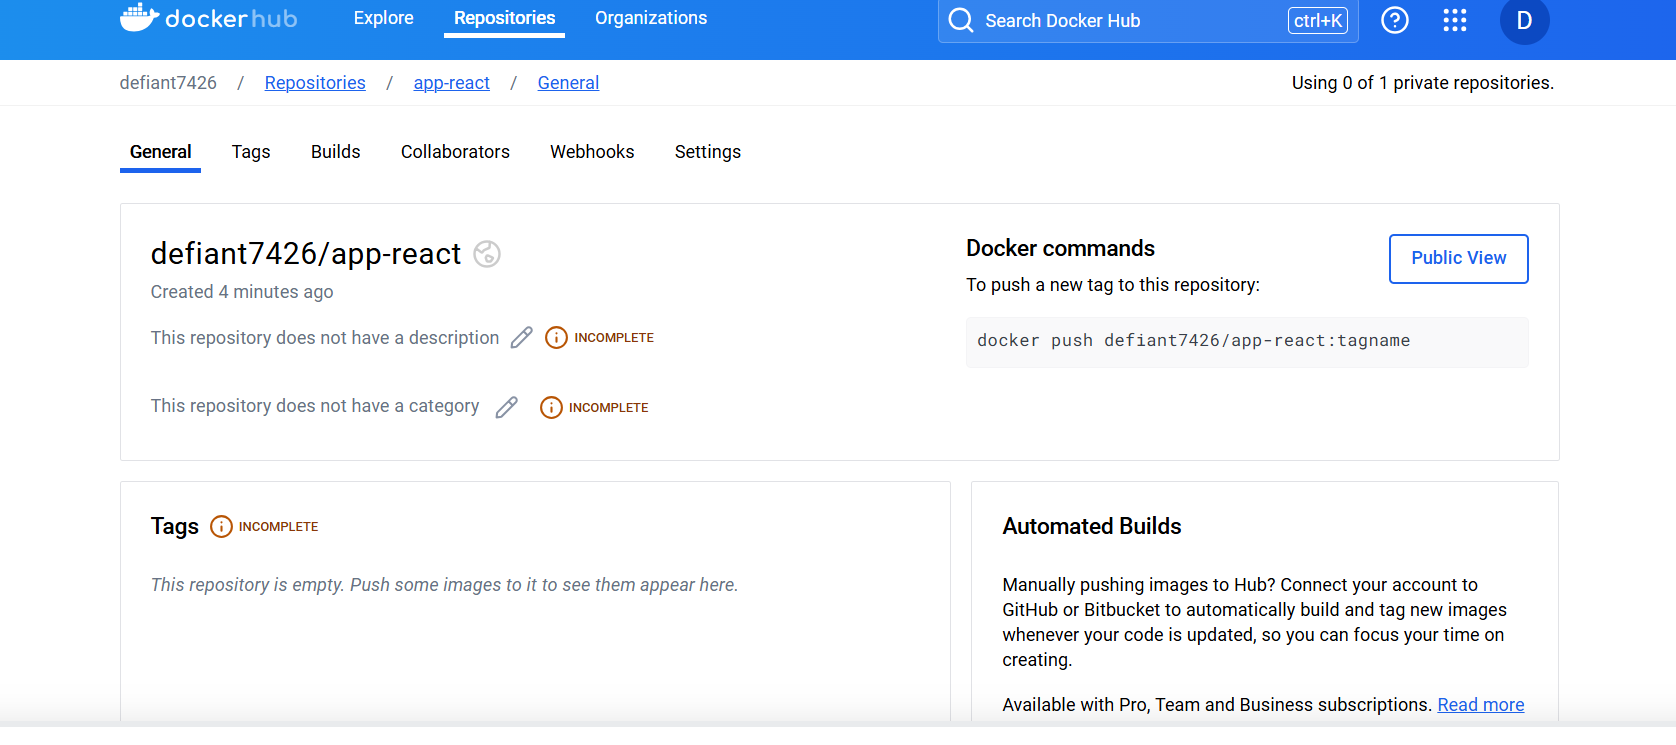 dockerhub Explore Repositories Organizations Search Docker Hub ctrl+K ? D
defiant7426 / Repositories / app-react / General Using 0 of 1 private repositories.
General Tags Builds Collaborators Webhooks Settings
defiant7426/app-react
Created 4 minutes ago
This repository does not have a description INCOMPLETE
This repository does not have a category INCOMPLETE
Docker commands
Public View
To push a new tag to this repository:
docker push defiant7426/app-react:tagname
Tags INCOMPLETE
This repository is empty. Push some images to it to see them appear here.
Automated Builds
Manually pushing images to Hub? Connect your account to
GitHub or Bitbucket to automatically build and tag new images
whenever your code is updated, so you can focus your time on
creating.
Available with Pro, Team and Business subscriptions. Read more